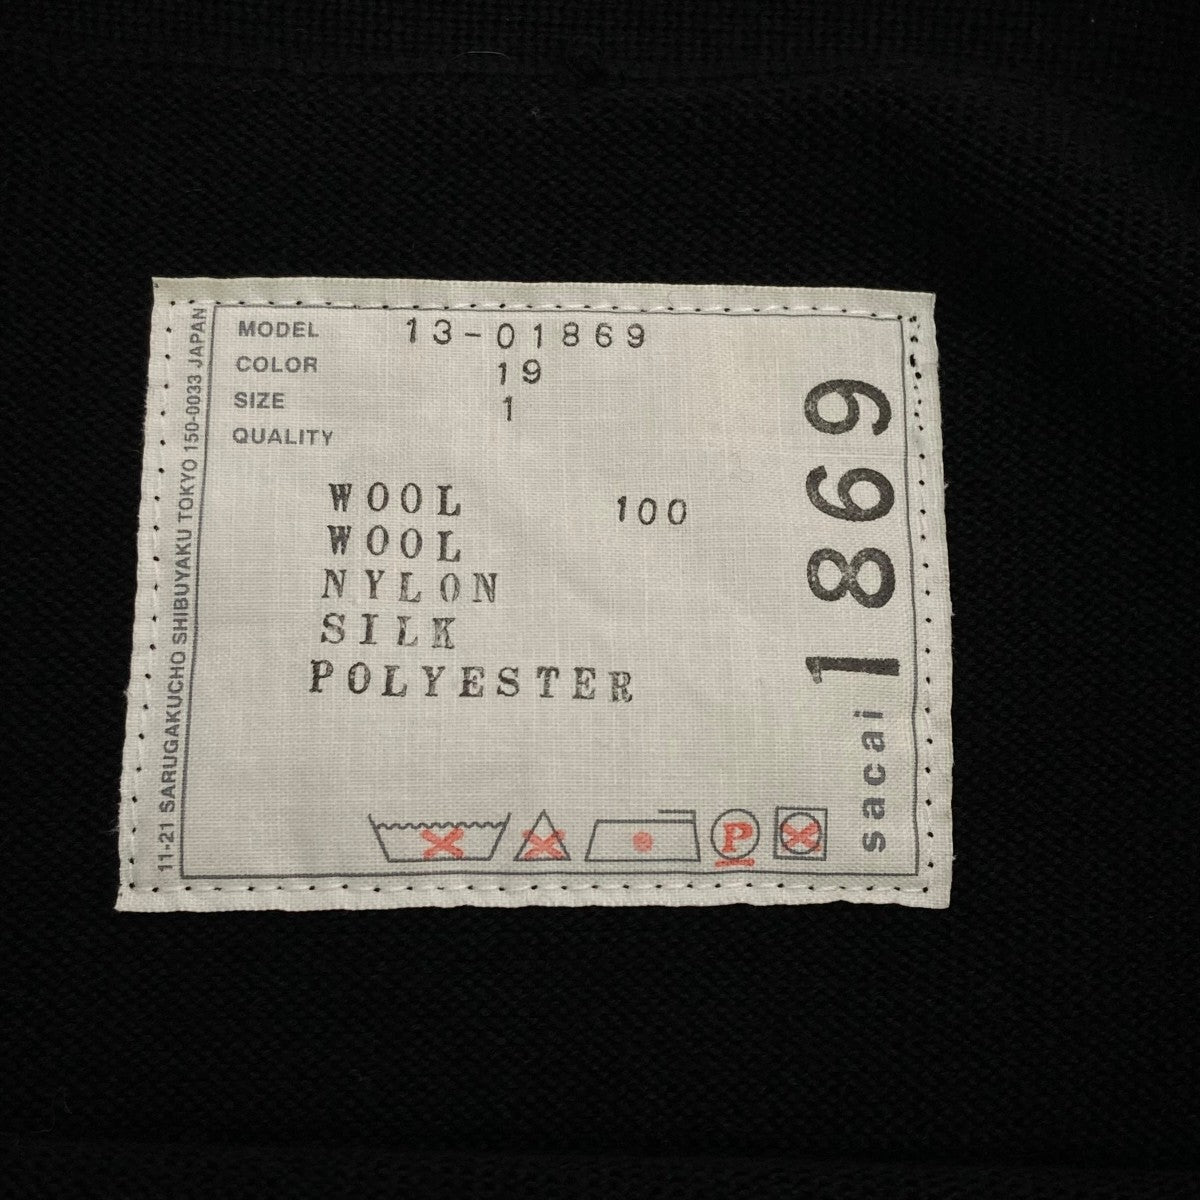 MODEL 13-01869
COLOR 19
SIZE 1
QUALITY
WOOL 100
WOOL
NYLON
SILK
POLYESTER
P
sacai 1869
11-21 SARUGAKUCHO SHIBUYAKU TOKYO 150-0033 JAPAN